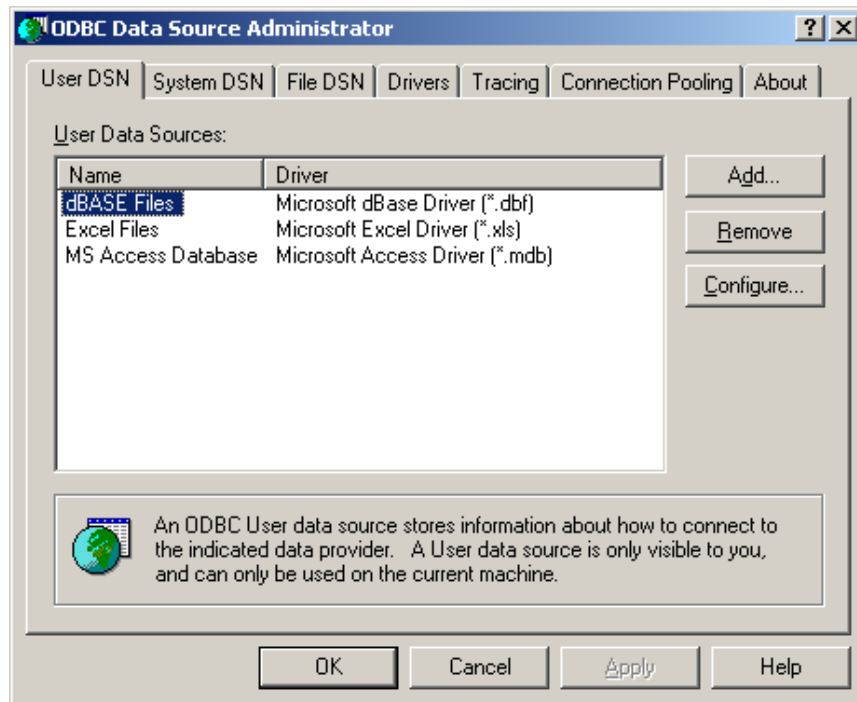 ODBC Data Source Administrator
User DSN System DSN File DSN Drivers Tracing Connection Pooling About
User Data Sources:
Name Driver
dBASE Files Microsoft dBase Driver (*.dbf)
Excel Files Microsoft Excel Driver (*.xls)
MS Access Database Microsoft Access Driver (*.mdb)
Add...
Remove
Configure...
An ODBC User data source stores information about how to connect to
the indicated data provider. A User data source is only visible to you,
and can only be used on the current machine.
OK Cancel Apply Help